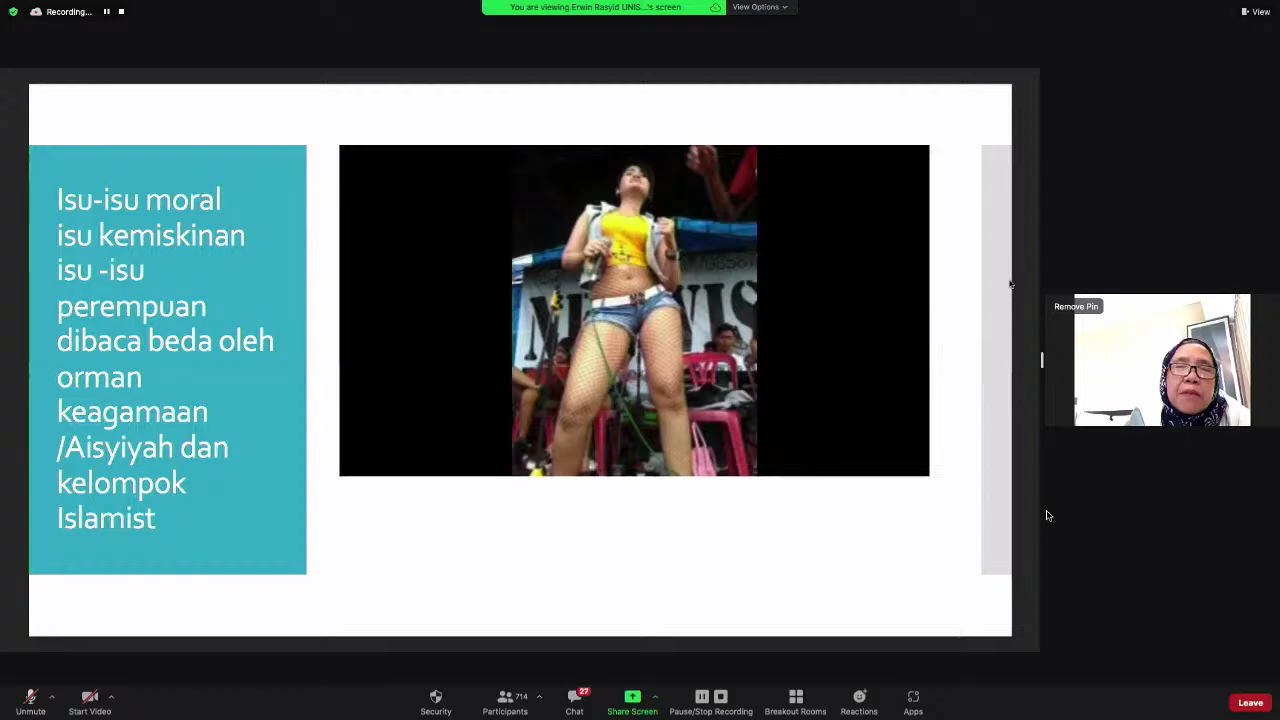 Recording...
You are viewing Erwin Rasyid UNIS...'s screen
View Options
View
Isu-isu moral
isu kemiskinan
isu -isu
perempuan
dibaca beda oleh
orman
keagamaan
/Aisyiyah dan
kelompok
Islamist
Remove Pin
Unmute
Start Video
Security
Participants
714
Chat
27
Share Screen
Pause/Stop Recording
Breakout Rooms
Reactions
Apps
Leave